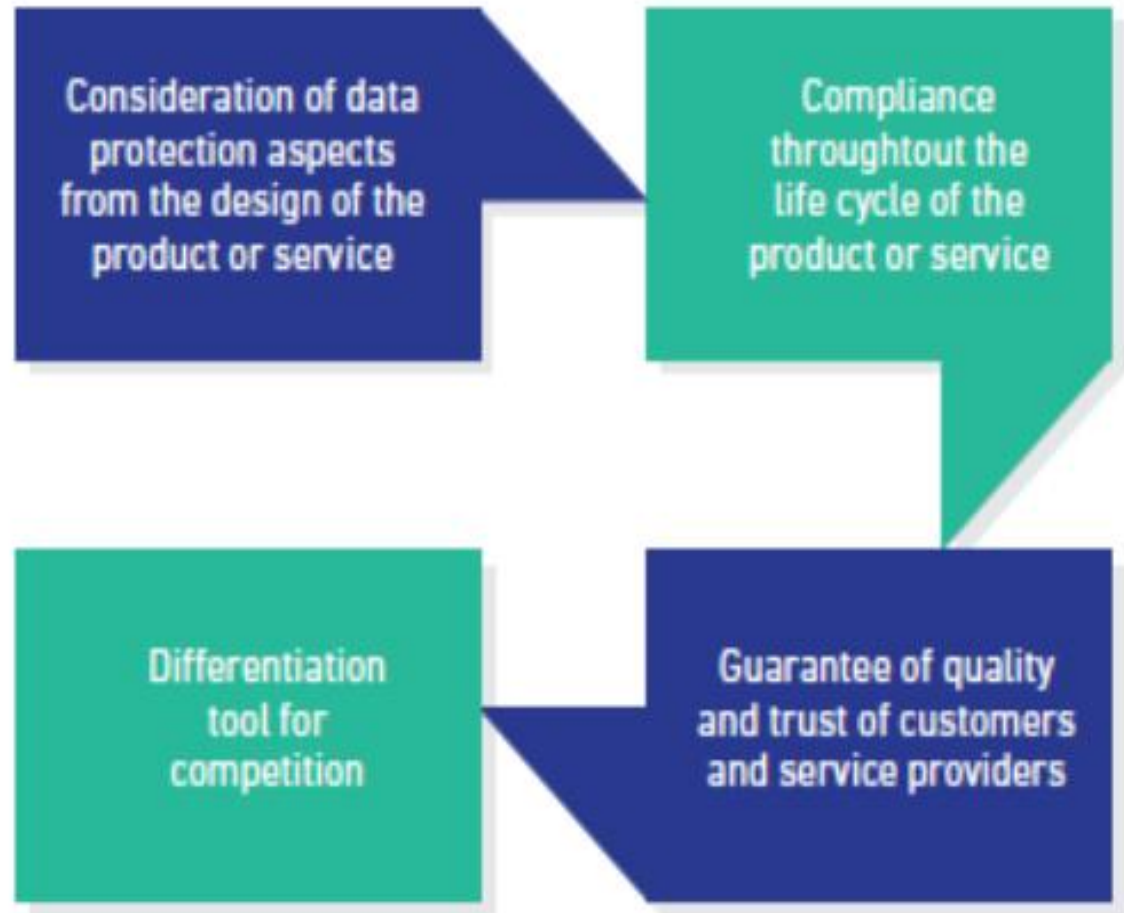 Consideration of data
protection aspects
from the design of the
product or service
Compliance
throughtout the
life cycle of the
product or service
Guarantee of quality
and trust of customers
and service providers
Differentiation
tool for
competition